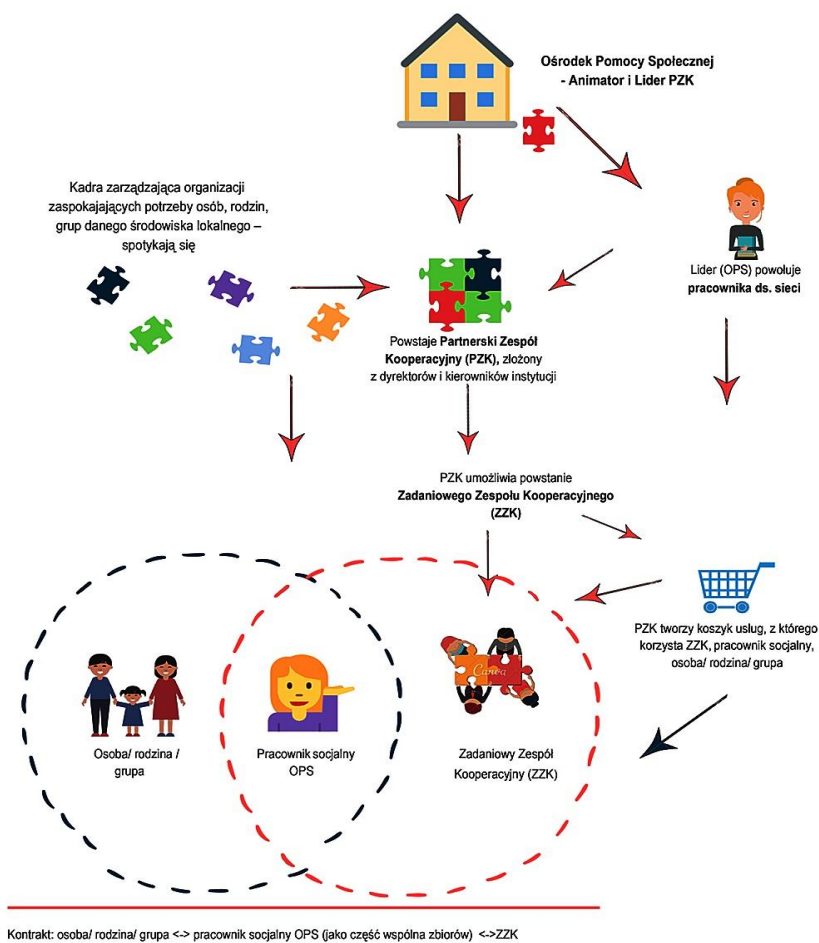 Ośrodek Pomocy Społecznej
- Animator i Lider PZK
Kadra zarządzająca organizacji
zaspokajających potrzeby osób, rodzin,
grup danego środowiska lokalnego –
spotykają się
Lider (OPS) powołuje
pracownika ds. sieci
Powstaje Partnerski Zespół
Kooperacyjny (PZK), złożony
z dyrektorów i kierowników instytucji
PZK umożliwia powstanie
Zadaniowego Zespołu Kooperacyjnego
(ZZK)
PZK tworzy koszyk usług, z którego
korzysta ZZK, pracownik socjalny,
osoba/ rodzina/ grupa
Canva
Osoba/ rodzina /
grupa
Pracownik socjalny
OPS
Zadaniowy Zespół
Kooperacyjny (ZZK)
Kontrakt: osoba/ rodzina/ grupa <-> pracownik socjalny OPS (jako część wspólna zbiorów) <->ZZK